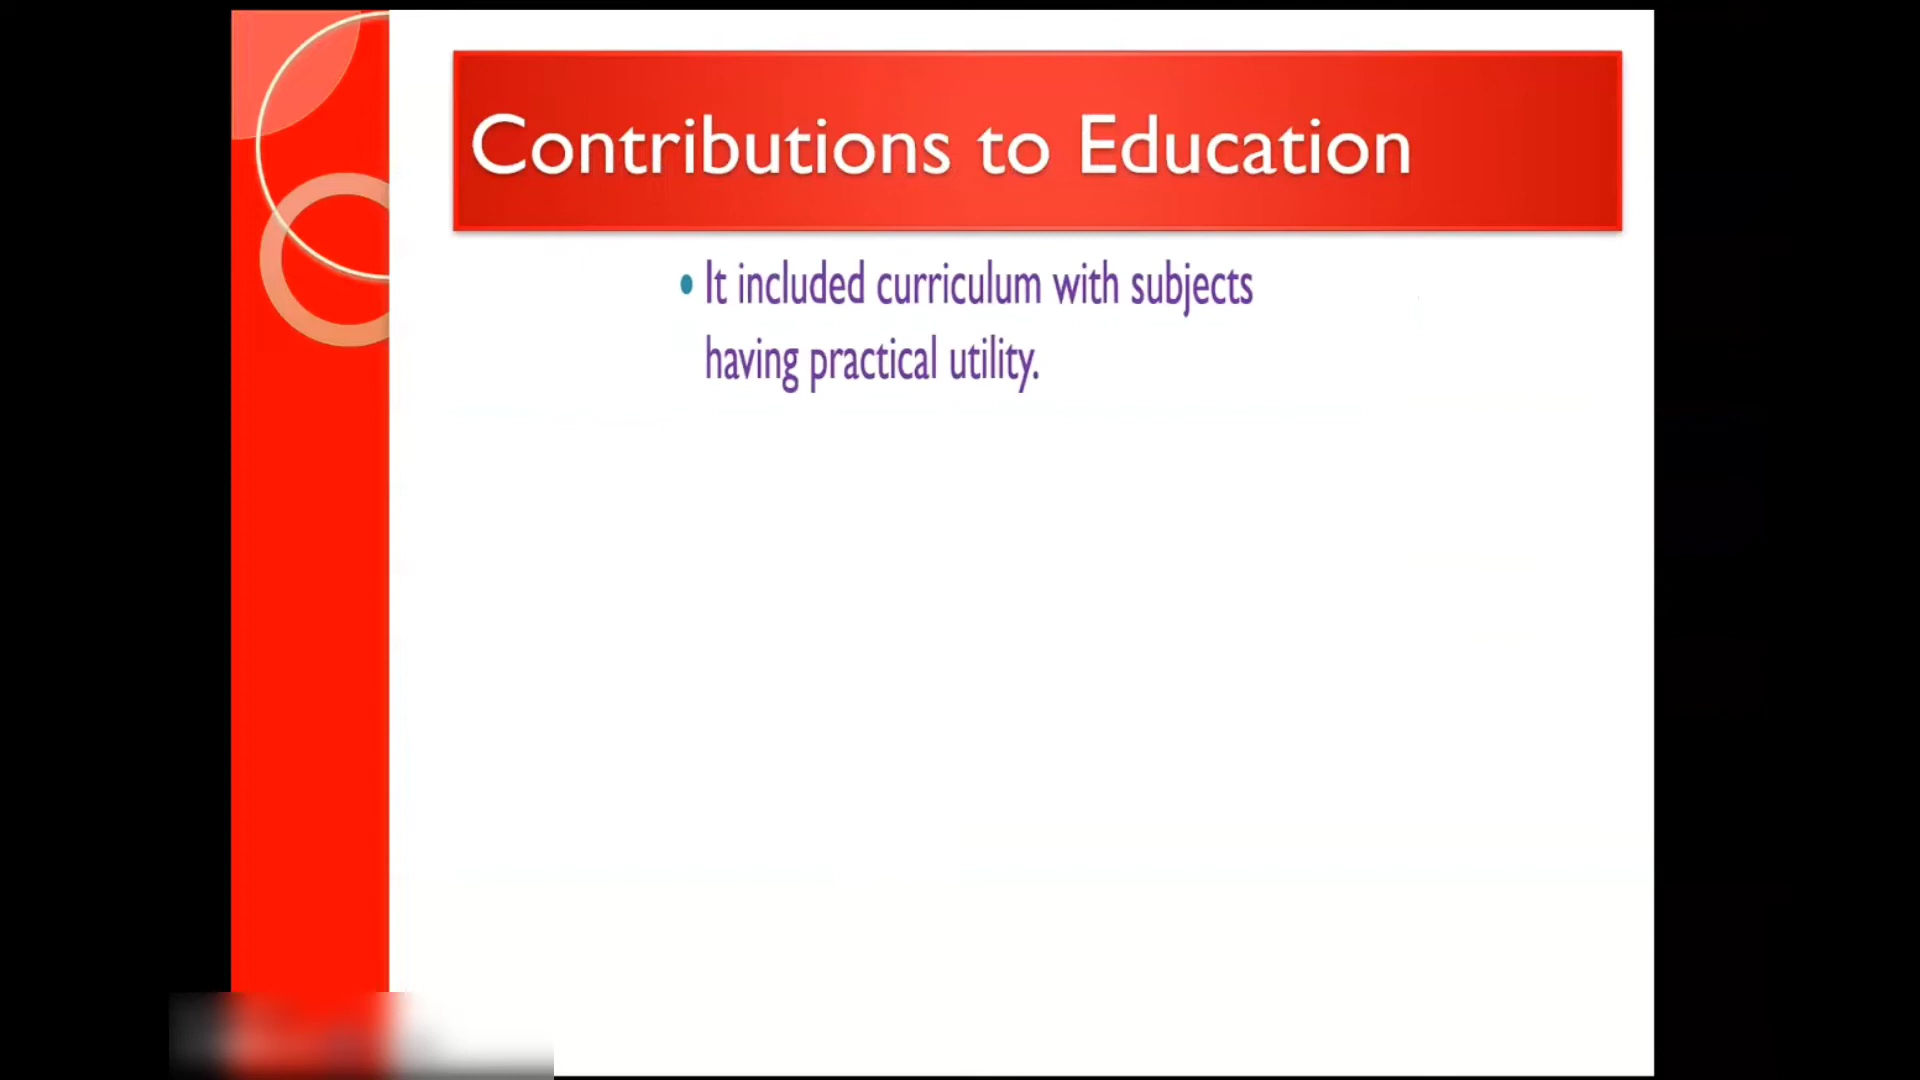 Contributions to Education
• It included curriculum with subjects
having practical utility.